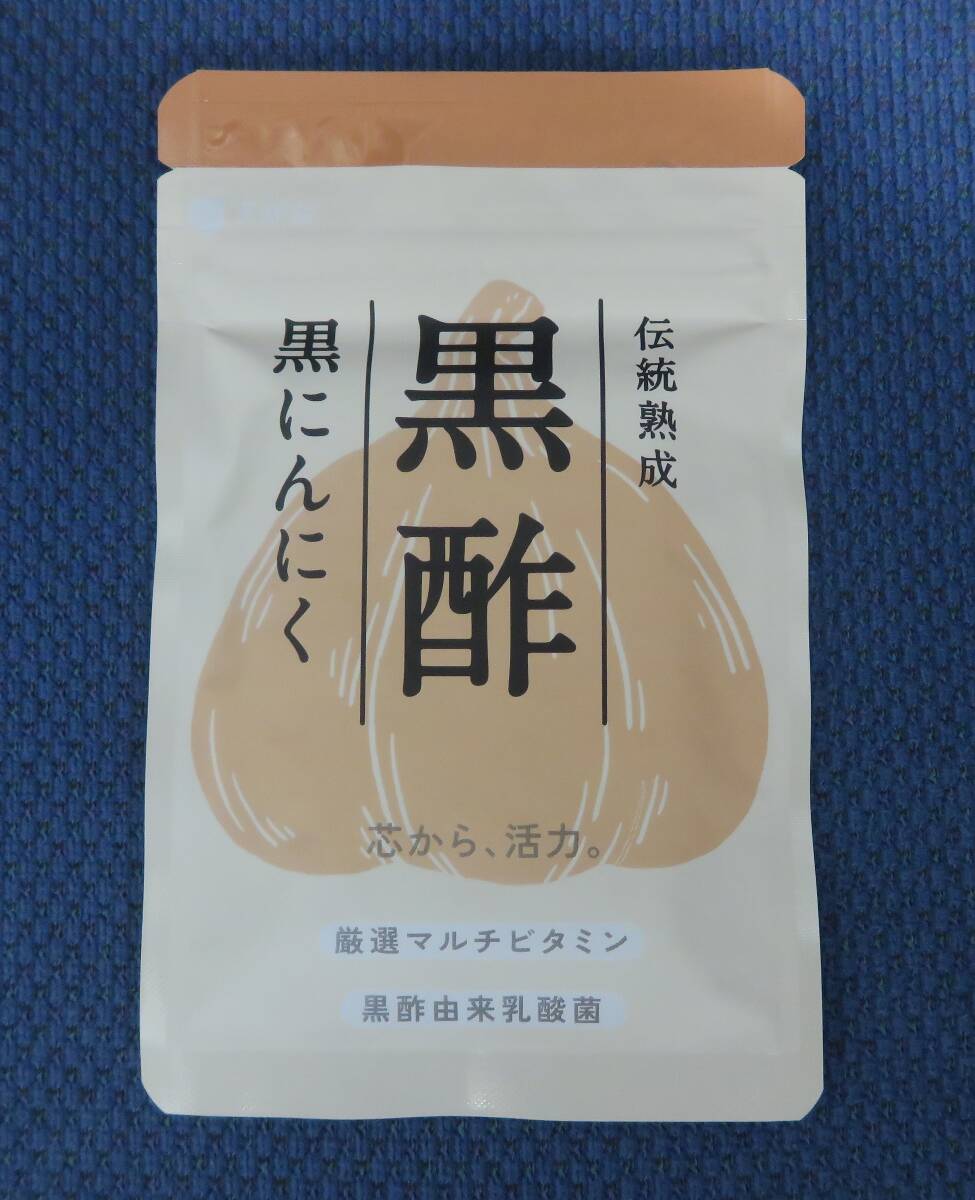 伝統熟成
黒酢
黒にんにく
芯から、活力。
厳選マルチビタミン
黒酢由来乳酸菌